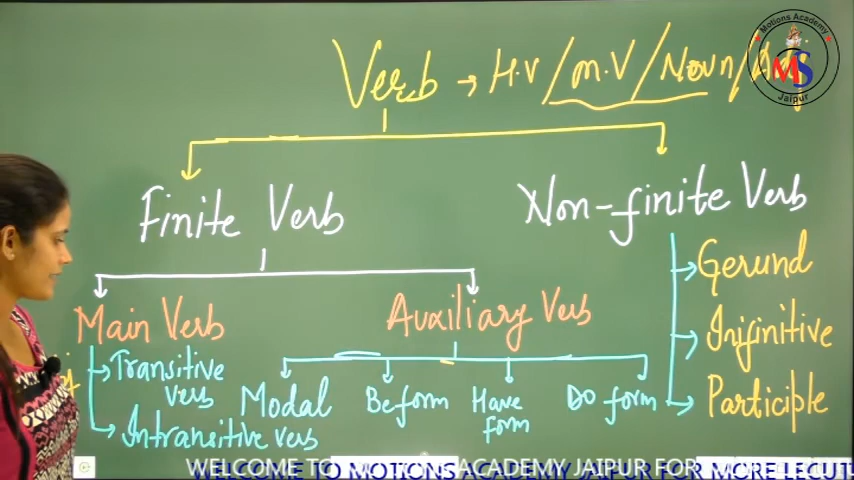 Motions Academy
MS
Jaipur
Verb → H.V / M.V / Noun /
Finite Verb
Non-finite Verb
Gerund
Infinitive
Participle
Main Verb
Auxiliary Verb
Transitive
verb
Intransitive verb
Modal
Be form
Have
form
Do form
WELCOME TO MOTIONS ACADEMY JAIPUR FOR MORE LECUT